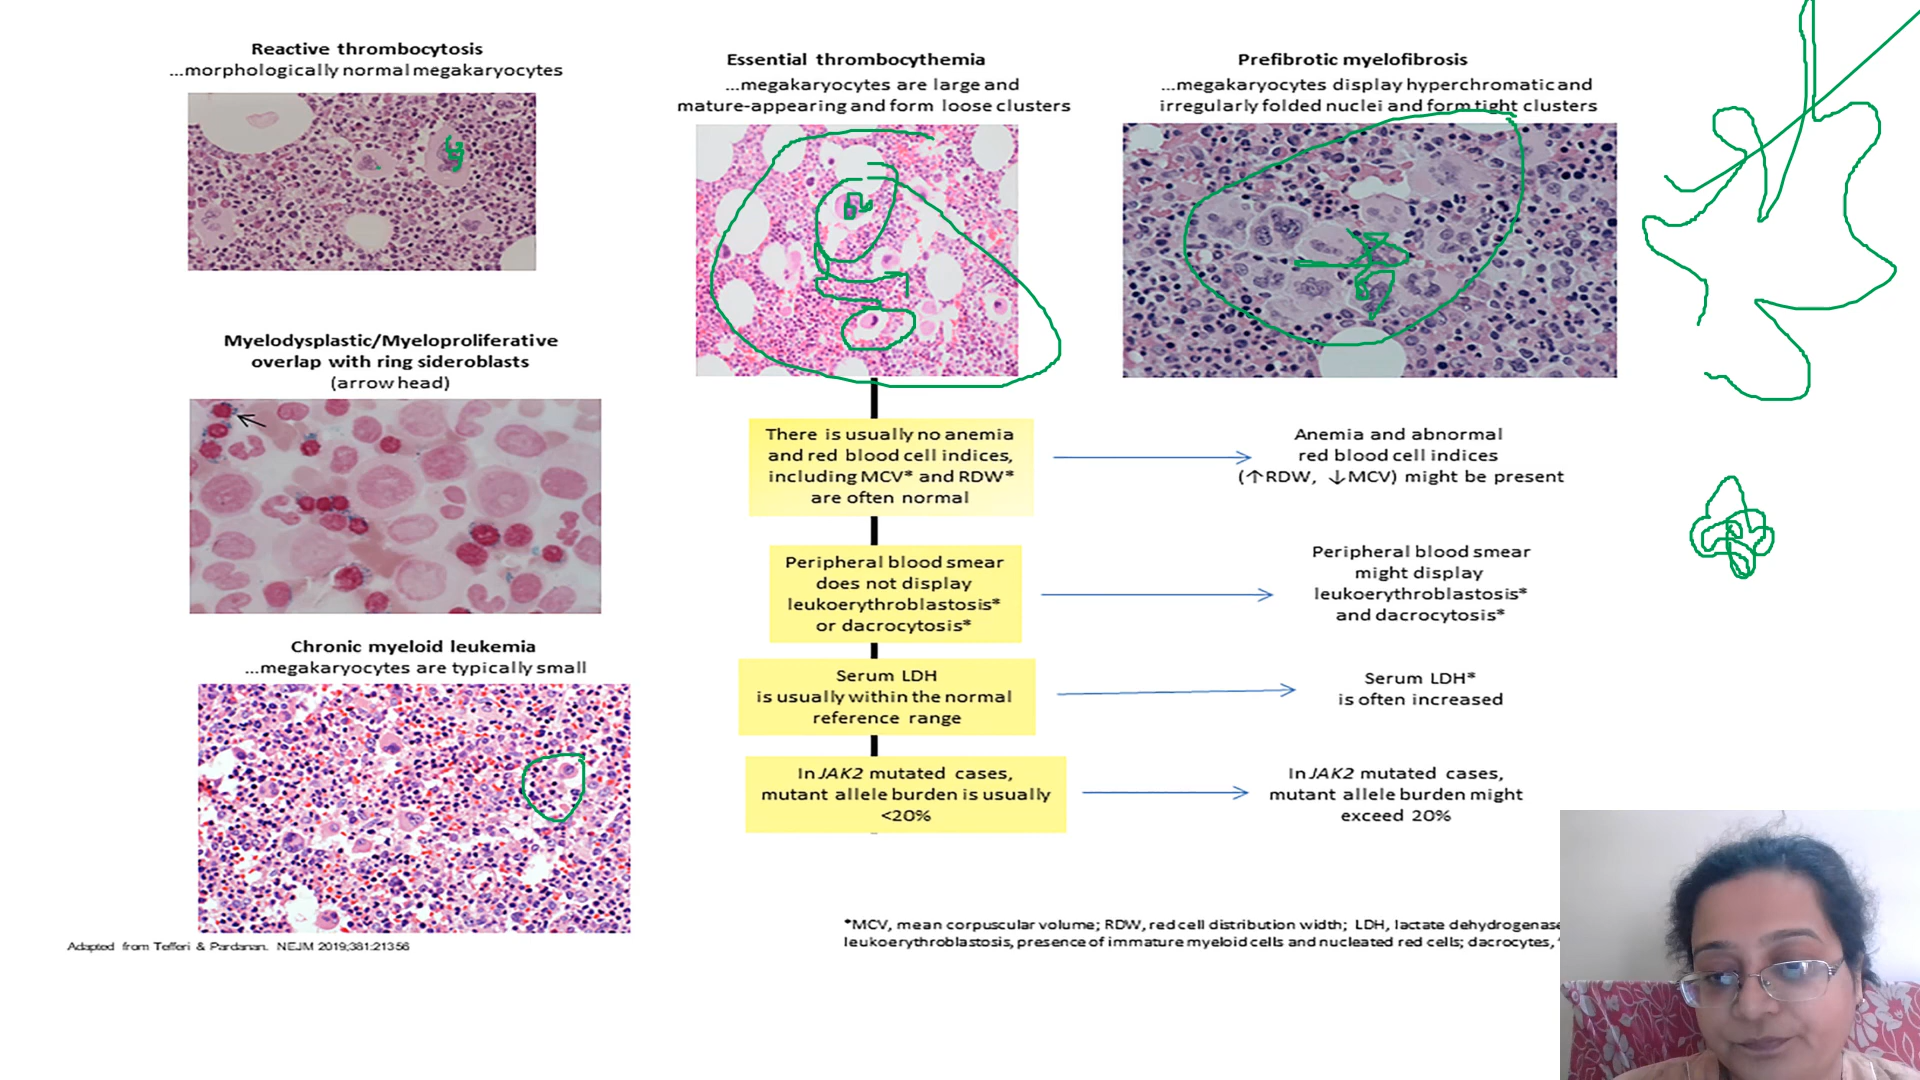 Reactive thrombocytosis
...morphologically normal megakaryocytes
Myelodysplastic/Myeloproliferative
overlap with ring sideroblasts
(arrow head)
Chronic myeloid leukemia
...megakaryocytes are typically small
Adapted from Tefferi & Pardanan. NEJM 2019;381:2135
Essential thrombocythemia
...megakaryocytes are large and
mature-appearing and form loose clusters
There is usually no anemia
and red blood cell indices,
including MCV* and RDW*
are often normal
Peripheral blood smear
does not display
leukoerythroblastosis*
or dacrocytosis*
Serum LDH
is usually within the normal
reference range
In JAK2 mutated cases,
mutant allele burden is usually
<20%
Prefibrotic myelofibrosis
...megakaryocytes display hyperchromatic and
irregularly folded nuclei and form tight clusters
Anemia and abnormal
red blood cell indices
(↑RDW, ↓MCV) might be present
Peripheral blood smear
might display
leukoerythroblastosis*
and dacrocytosis*
Serum LDH*
is often increased
In JAK2 mutated cases,
mutant allele burden might
exceed 20%
*MCV, mean corpuscular volume; RDW, red cell distribution width; LDH, lactate dehydrogenase
leukoerythroblastosis, presence of immature myeloid cells and nucleated red cells; dacrocytes,